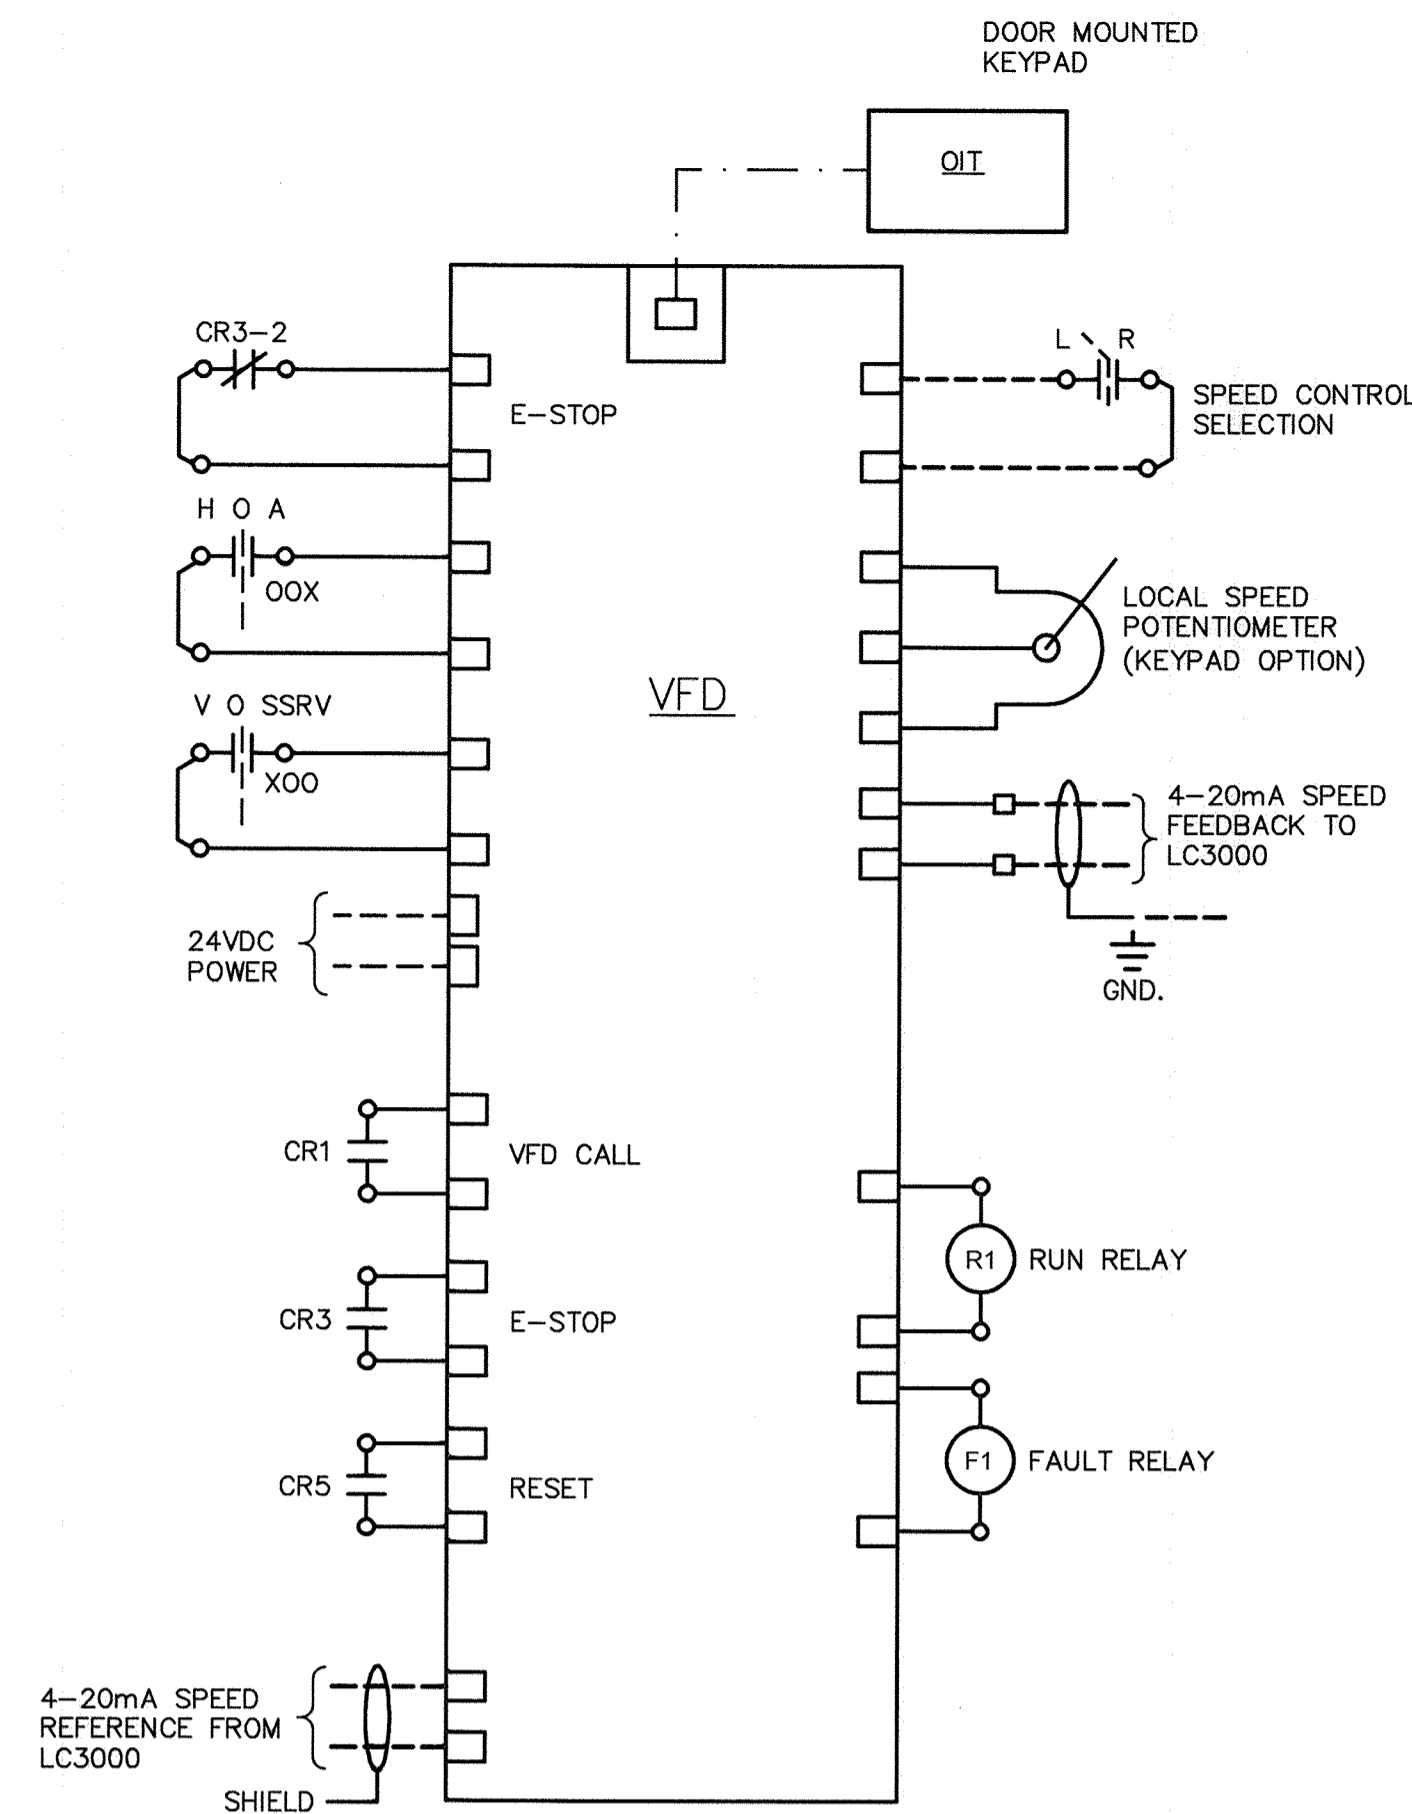 DOOR MOUNTED
KEYPAD
OIT
CR3-2
E-STOP
L R
SPEED CONTROL
SELECTION
H O A
OOX
LOCAL SPEED
POTENTIOMETER
(KEYPAD OPTION)
VFD
V O SSRV
XOO
4-20mA SPEED
FEEDBACK TO
LC3000
24VDC
POWER
GND.
CR1
VFD CALL
R1
RUN RELAY
CR3
E-STOP
F1
FAULT RELAY
CR5
RESET
4-20mA SPEED
REFERENCE FROM
LC3000
SHIELD